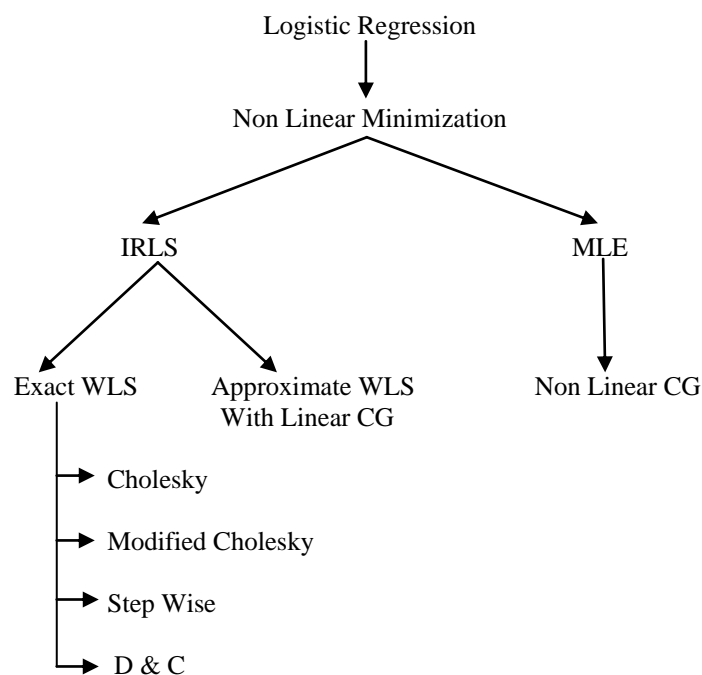 Logistic Regression
Non Linear Minimization
IRLS
MLE
Exact WLS
Approximate WLS
With Linear CG
Non Linear CG
Cholesky
Modified Cholesky
Step Wise
D & C